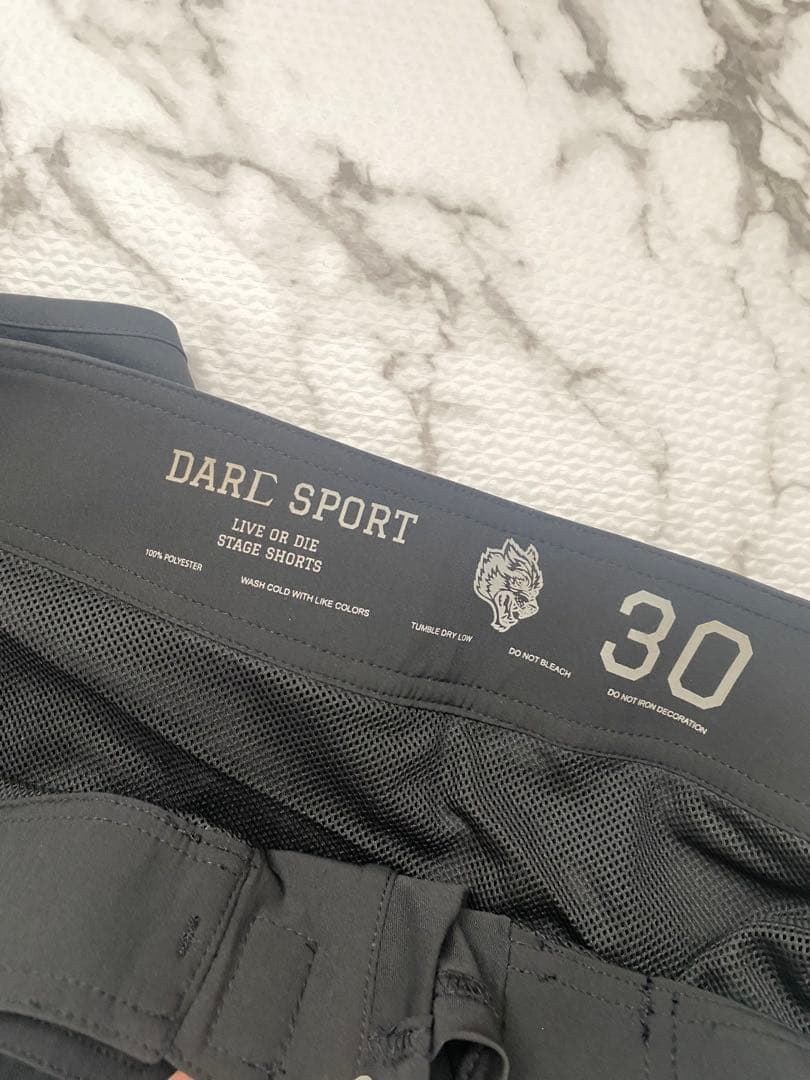 DARC SPORT
LIVE OR DIE
STAGE SHORTS
100% POLYESTER
WASH COLD WITH LIKE COLORS
TUMBLE DRY LOW
DO NOT BLEACH
30
DO NOT IRON DECORATION